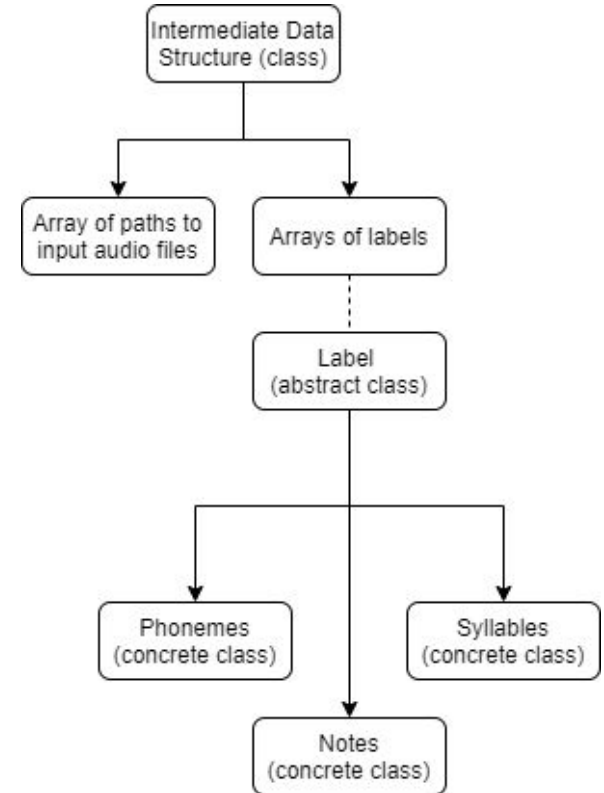 Intermediate Data
Structure (class)
Array of paths to
input audio files
Arrays of labels
Label
(abstract class)
Phonemes
(concrete class)
Syllables
(concrete class)
Notes
(concrete class)